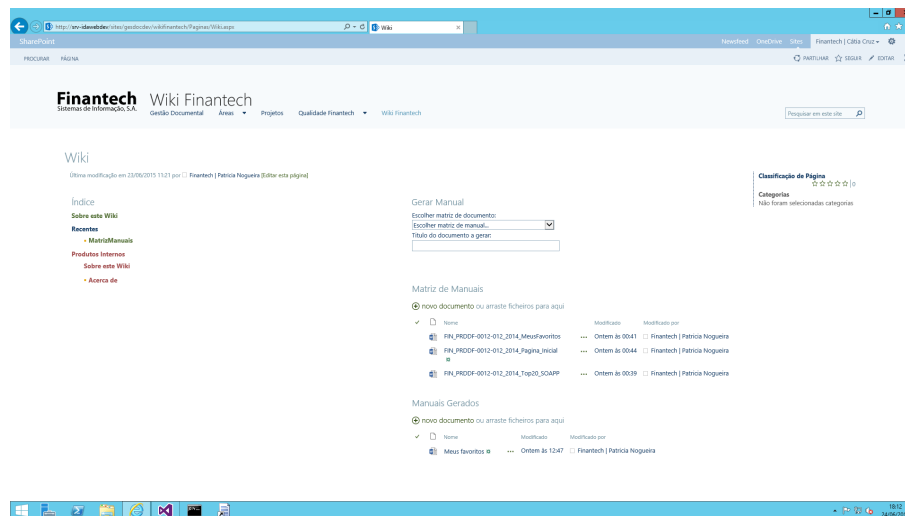 http://srv-idawebdev/sites/gesdocdev/wikifinantech/Paginas/Wiki.aspx
Wiki
SharePoint
Newsfeed OneDrive Sites Finantech | Cátia Cruz
PROCURAR PÁGINA
PARTILHAR SEGUIR EDITAR
Finantech
Sistemas de Informação, S.A.
Wiki Finantech
Gestão Documental Áreas Projetos Qualidade Finantech Wiki Finantech
Pesquisar em este site
Wiki
Última modificação em 23/06/2015 11:21 por Finantech | Patrícia Nogueira [Editar esta página]
Classificação de Página
0
Categorias
Não foram selecionadas categorias
Índice
Sobre este Wiki
Recentes
MatrizManuais
Produtos Internos
Sobre este Wiki
Acerca de
Gerar Manual
Escolher matriz de documento:
Escolher matriz de manual...
Título do documento a gerar:
Matriz de Manuais
novo documento ou arraste ficheiros para aqui
Nome Modificado Modificado por
FIN_PRDDF-0012-012_2014_MeusFavoritos ... Ontem às 00:41 Finantech | Patrícia Nogueira
FIN_PRDDF-0012-012_2014_Pagina_Inicial ... Ontem às 00:44 Finantech | Patrícia Nogueira
FIN_PRDDF-0012-012_2014_Top20_SOAPP ... Ontem às 00:39 Finantech | Patrícia Nogueira
Manuais Gerados
novo documento ou arraste ficheiros para aqui
Nome Modificado Modificado por
Meus favoritos ... Ontem às 12:47 Finantech | Patrícia Nogueira
18:12